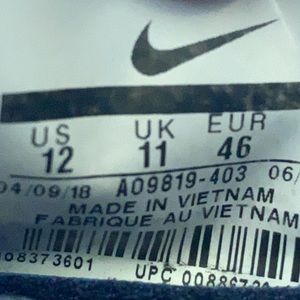 US UK EUR
12 11 46
04/09/18 AO9819-403 06/
MADE IN VIETNAM
FABRIQUE AU VIETNAM
08373601
UPC 00886